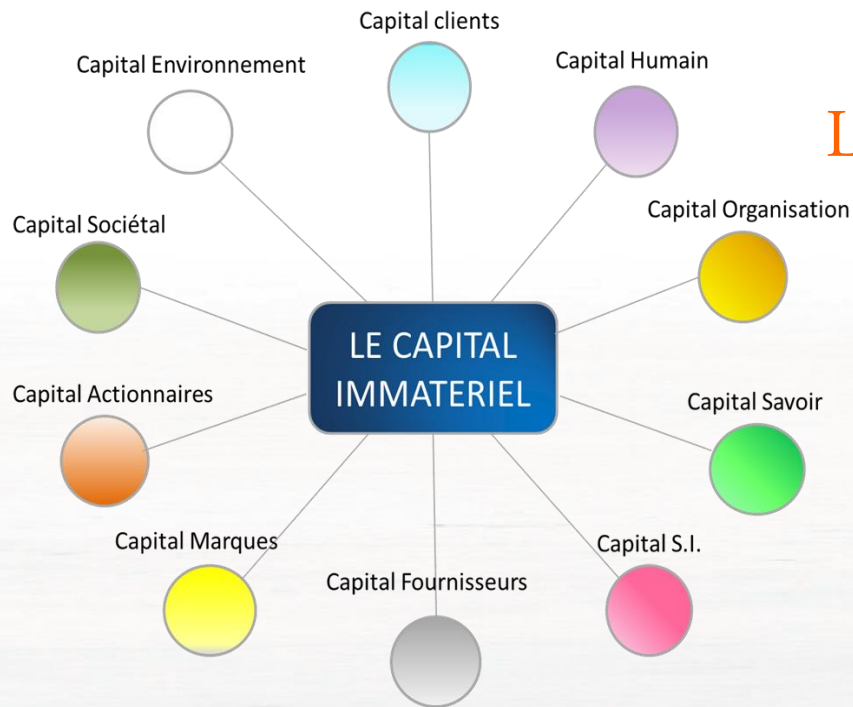 Capital clients
Capital Environnement
Capital Humain
L
Capital Organisation
Capital Sociétal
LE CAPITAL
IMMATERIEL
Capital Actionnaires
Capital Savoir
Capital Marques
Capital S.I.
Capital Fournisseurs